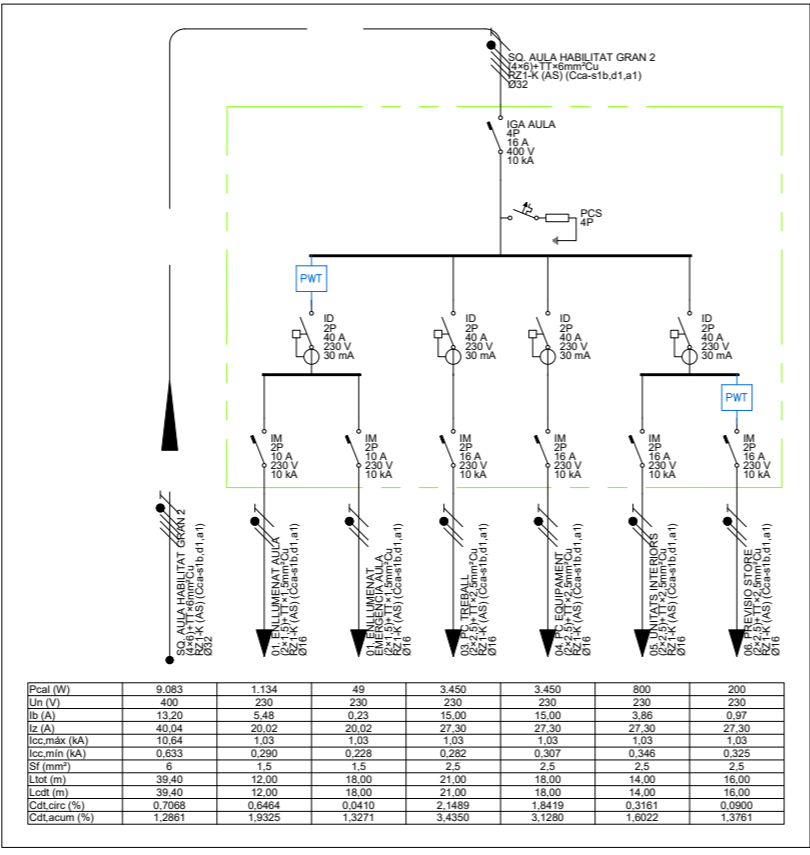 SQ. AULA HABILITAT GRAN 2
(4×6)+TT×6mm²Cu
RZ1-K (AS) (Cca-s1b,d1,a1)
Ø32
IGA AULA
4P
16 A
400 V
10 kA
PCS
4P
PWT
ID
2P
40 A
230 V
30 mA
ID
2P
40 A
230 V
30 mA
ID
2P
40 A
230 V
30 mA
ID
2P
40 A
230 V
30 mA
PWT
IM
2P
10 A
230 V
10 kA
IM
2P
10 A
230 V
10 kA
IM
2P
16 A
230 V
10 kA
IM
2P
16 A
230 V
10 kA
IM
2P
16 A
230 V
10 kA
IM
2P
16 A
230 V
10 kA
SQ. AULA HABILITAT GRAN 2
(4×6)+TT×6mm²Cu
RZ1-K (AS) (Cca-s1b,d1,a1)
Ø32
01. ENLLUMENAT AULA
(2×1,5)+TT×1,5mm²Cu
RZ1-K (AS) (Cca-s1b,d1,a1)
Ø16
01. ENLLUMENAT
EMERGENCIA AULA
(2×1,5)+TT×1,5mm²Cu
RZ1-K (AS) (Cca-s1b,d1,a1)
Ø16
03. PC TREBALL
(2×2,5)+TT×2,5mm²Cu
RZ1-K (AS) (Cca-s1b,d1,a1)
Ø16
04. PC EQUIPAMENT
(2×2,5)+TT×2,5mm²Cu
RZ1-K (AS) (Cca-s1b,d1,a1)
Ø16
05. UNITATS INTERIORS
(2×2,5)+TT×2,5mm²Cu
RZ1-K (AS) (Cca-s1b,d1,a1)
Ø16
06. PREVISIO STORE
(2×2,5)+TT×2,5mm²Cu
RZ1-K (AS) (Cca-s1b,d1,a1)
Ø16
Pcal (W) 9.083 1.134 49 3.450 3.450 800 200
Un (V) 400 230 230 230 230 230 230
Ib (A) 13,20 5,48 0,23 15,00 15,00 3,86 0,97
Iz (A) 40,04 20,02 20,02 27,30 27,30 27,30 27,30
Icc,máx (kA) 10,64 1,03 1,03 1,03 1,03 1,03 1,03
Icc,mín (kA) 0,633 0,290 0,228 0,282 0,307 0,346 0,325
Sf (mm²) 6 1,5 1,5 2,5 2,5 2,5 2,5
Ltot (m) 39,40 12,00 18,00 21,00 18,00 14,00 16,00
Lcdt (m) 39,40 12,00 18,00 21,00 18,00 14,00 16,00
Cdt,circ (%) 0,7068 0,6464 0,0410 2,1489 1,8419 0,3161 0,0900
Cdt,acum (%) 1,2861 1,9325 1,3271 3,4350 3,1280 1,6022 1,3761